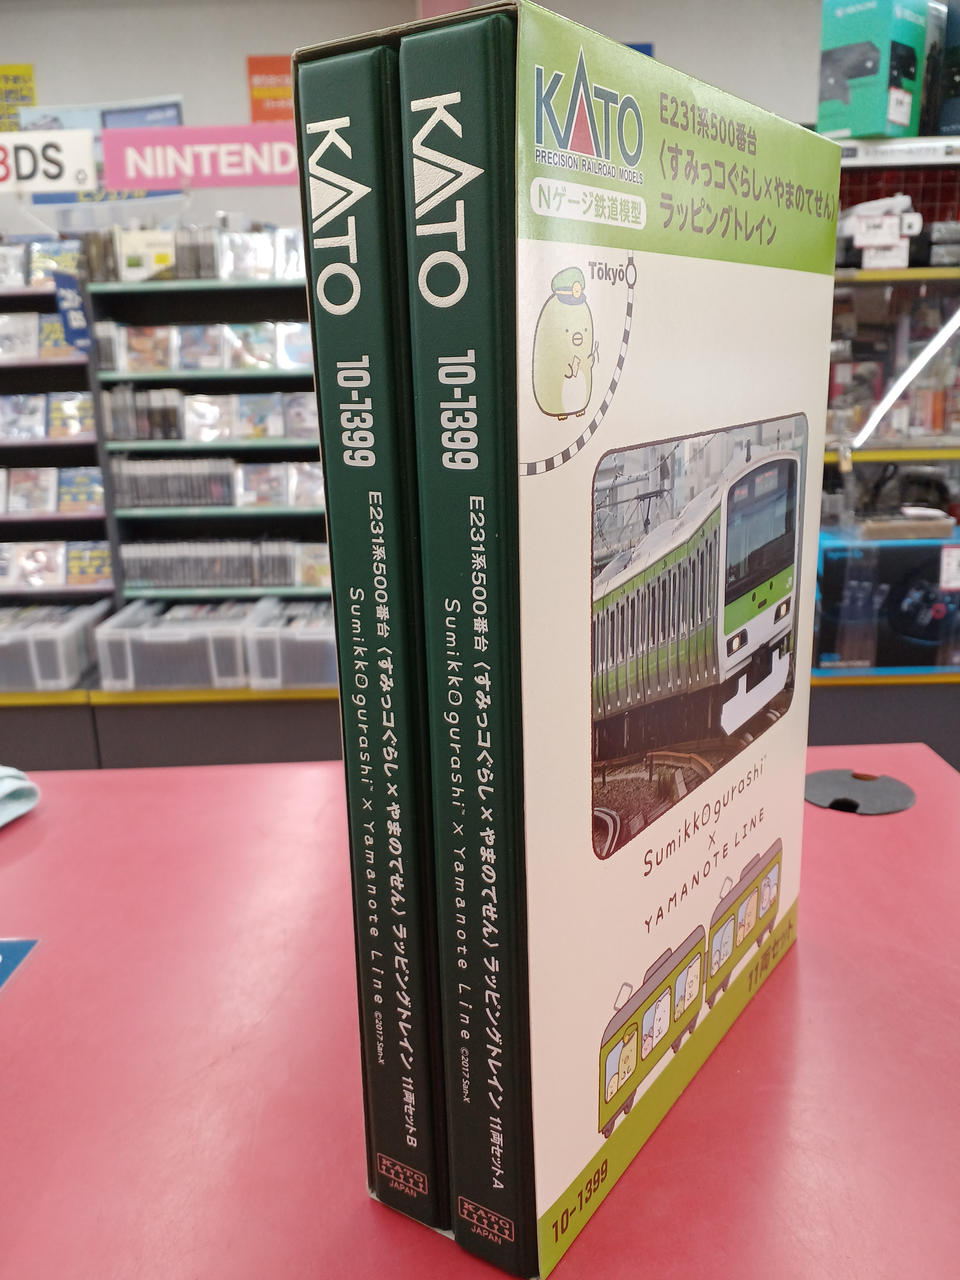 3DS
NINTEND
KATO
10-1399
E231系500番台〈すみっコぐらし×やまのてせん〉ラッピングトレイン 11両セットB
Sumikkogurashi™ × Yamanote Line ©2017 San-X
KATO
JAPAN
KATO
10-1399
E231系500番台〈すみっコぐらし×やまのてせん〉ラッピングトレイン 11両セットA
Sumikkogurashi™ × Yamanote Line ©2017 San-X
KATO
JAPAN
KATO
PRECISION RAILROAD MODELS
Nゲージ鉄道模型
E231系500番台
〈すみっコぐらし×やまのてせん〉
ラッピングトレイン
Tōkyō
Sumikkogurashi™
×
YAMANOTE LINE
11両セット
10-1399